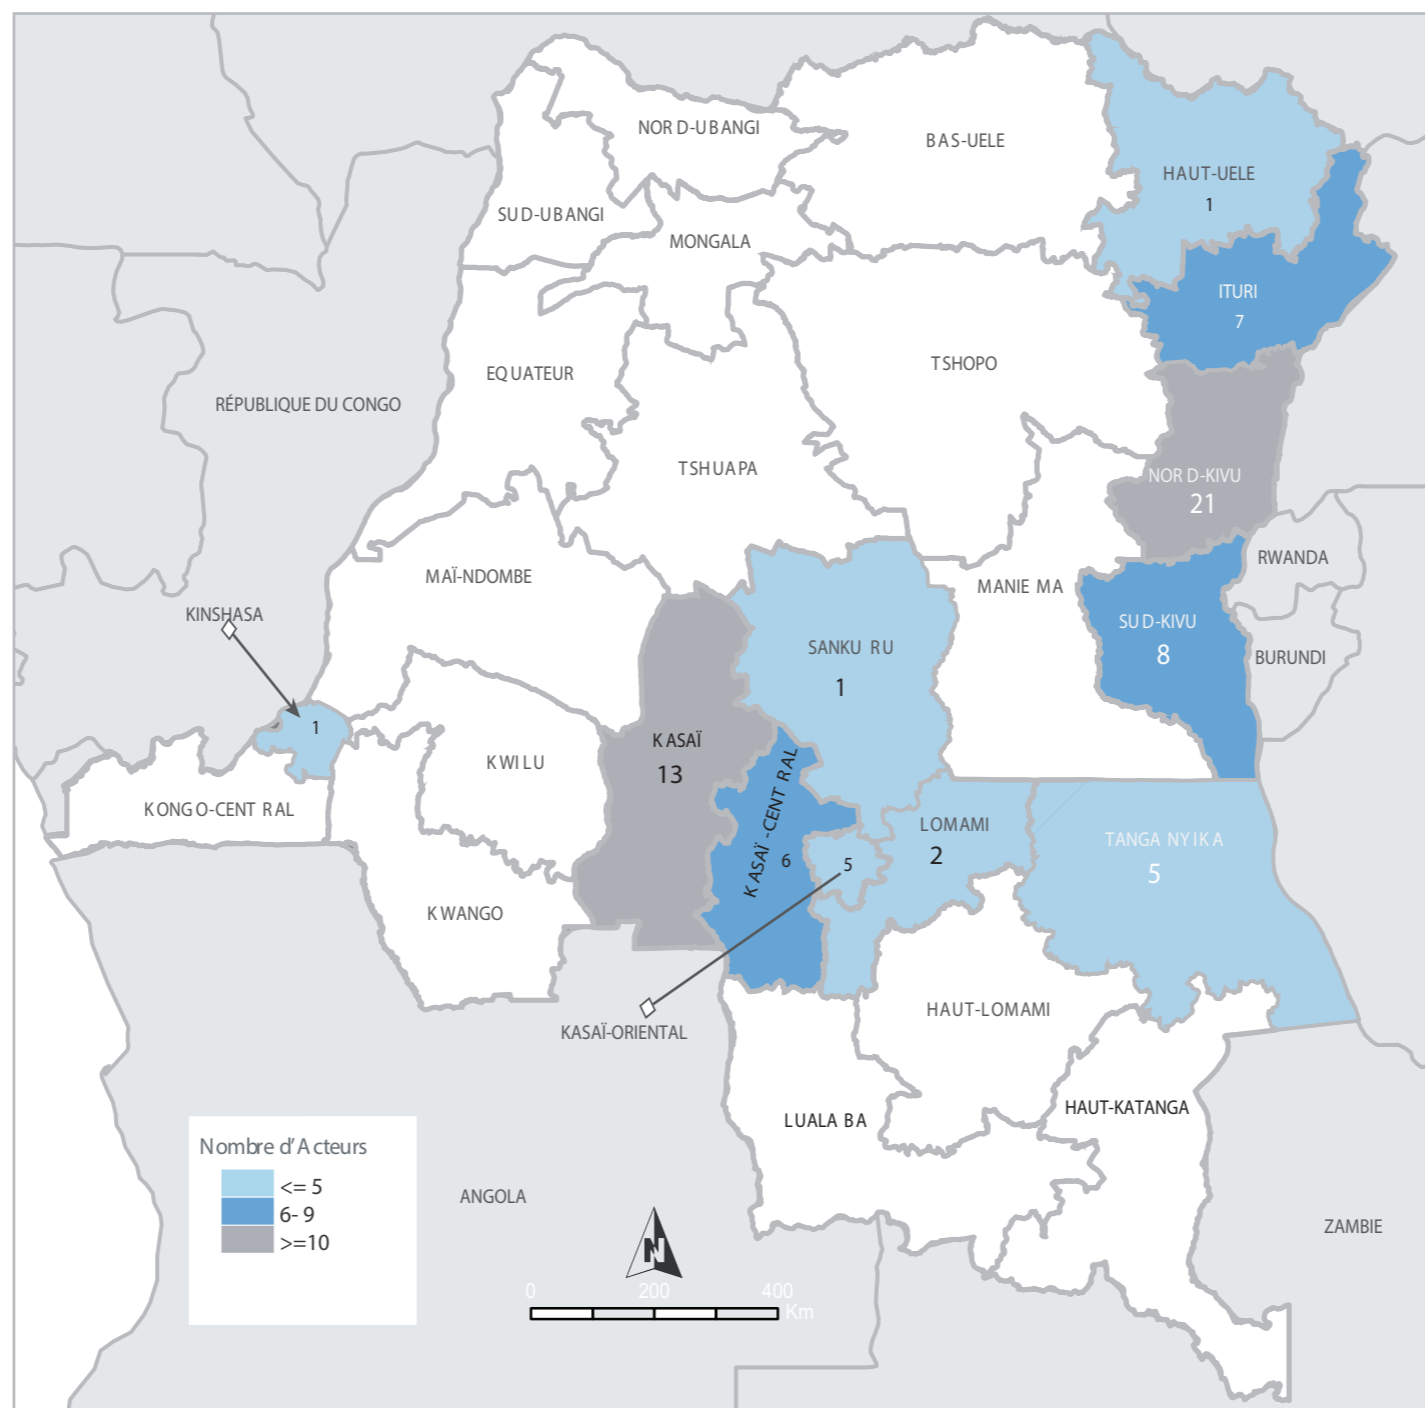 NORD-UBANGI
BAS-UELE
HAUT-UELE
1
SUD-UBANGI
MONGALA
ITURI
7
EQUATEUR
TSHOPO
RÉPUBLIQUE DU CONGO
TSHUAPA
NORD-KIVU
21
RWANDA
MAÏ-NDOMBE
MANIEMA
KINSHASA
1
SUD-KIVU
8
SANKURU
1
BURUNDI
KASAÏ
13
KWILU
KASAÏ-CENTRAL
6
KONGO-CENTRAL
LOMAMI
2
TANGANYIKA
5
5
KWANGO
KASAÏ-ORIENTAL
HAUT-LOMAMI
HAUT-KATANGA
LUALABA
Nombre d'Acteurs
<= 5
6- 9
>=10
ANGOLA
ZAMBIE
N
0 200 400
Km